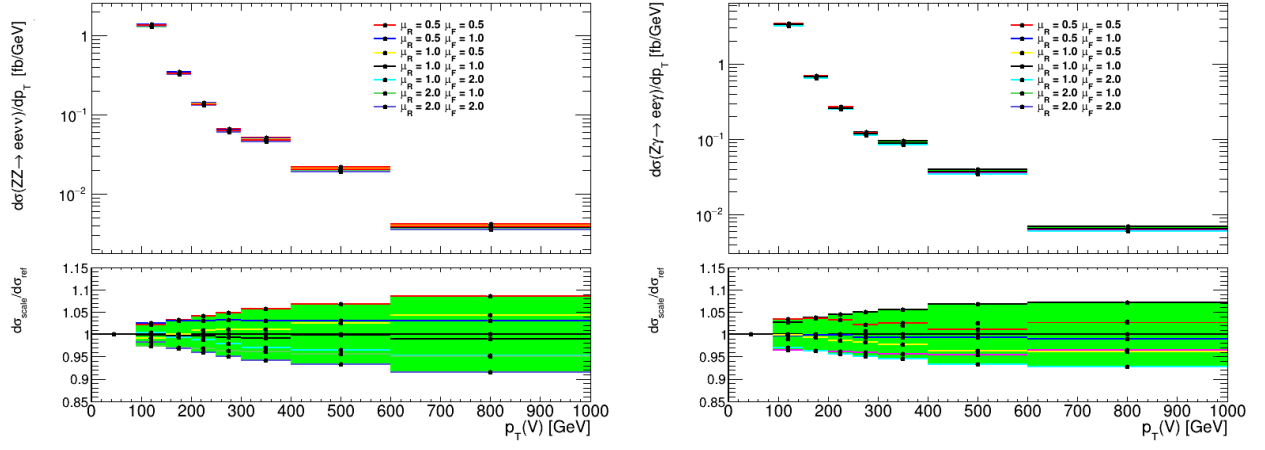 dσ(ZZ→ eeνν)/dp_T [fb/GeV]
1
10⁻¹
10⁻²
μ_R = 0.5 μ_F = 0.5
μ_R = 0.5 μ_F = 1.0
μ_R = 1.0 μ_F = 0.5
μ_R = 1.0 μ_F = 1.0
μ_R = 1.0 μ_F = 2.0
μ_R = 2.0 μ_F = 1.0
μ_R = 2.0 μ_F = 2.0
dσ_scale/dσ_ref
1.15
1.1
1.05
1
0.95
0.9
0.85
0 100 200 300 400 500 600 700 800 900 1000
p_T(V) [GeV]
dσ(Zγ→ eeγ)/dp_T [fb/GeV]
1
10⁻¹
10⁻²
μ_R = 0.5 μ_F = 0.5
μ_R = 0.5 μ_F = 1.0
μ_R = 1.0 μ_F = 0.5
μ_R = 1.0 μ_F = 1.0
μ_R = 1.0 μ_F = 2.0
μ_R = 2.0 μ_F = 1.0
μ_R = 2.0 μ_F = 2.0
dσ_scale/dσ_ref
1.15
1.1
1.05
1
0.95
0.9
0.85
0 100 200 300 400 500 600 700 800 900 1000
p_T(V) [GeV]